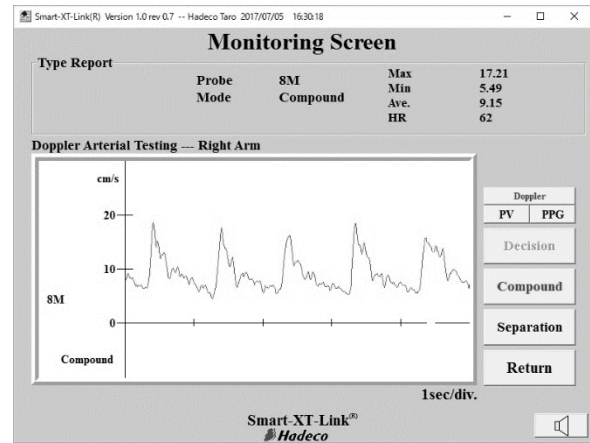 Smart-XT-Link(R) Version 1.0 rev 0.7 -- Hadeco Taro 2017/07/05 16:30:18
Monitoring Screen
Type Report
Probe 8M Max 17.21
Mode Compound Min 5.49
Ave. 9.15
HR 62
Doppler Arterial Testing --- Right Arm
cm/s
20
10
8M
0
Compound
1sec/div.
Doppler
PV PPG
Decision
Compound
Separation
Return
Smart-XT-Link(R)
Hadeco